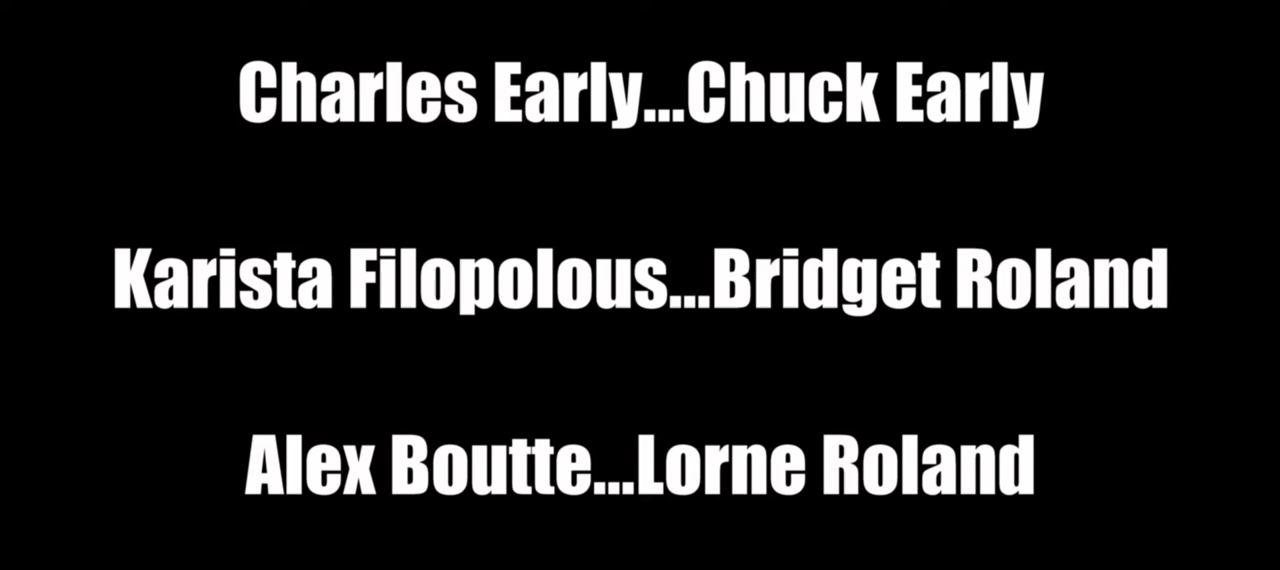 Charles Early...Chuck Early
Karista Filopolous...Bridget Roland
Alex Boutte...Lorne Roland